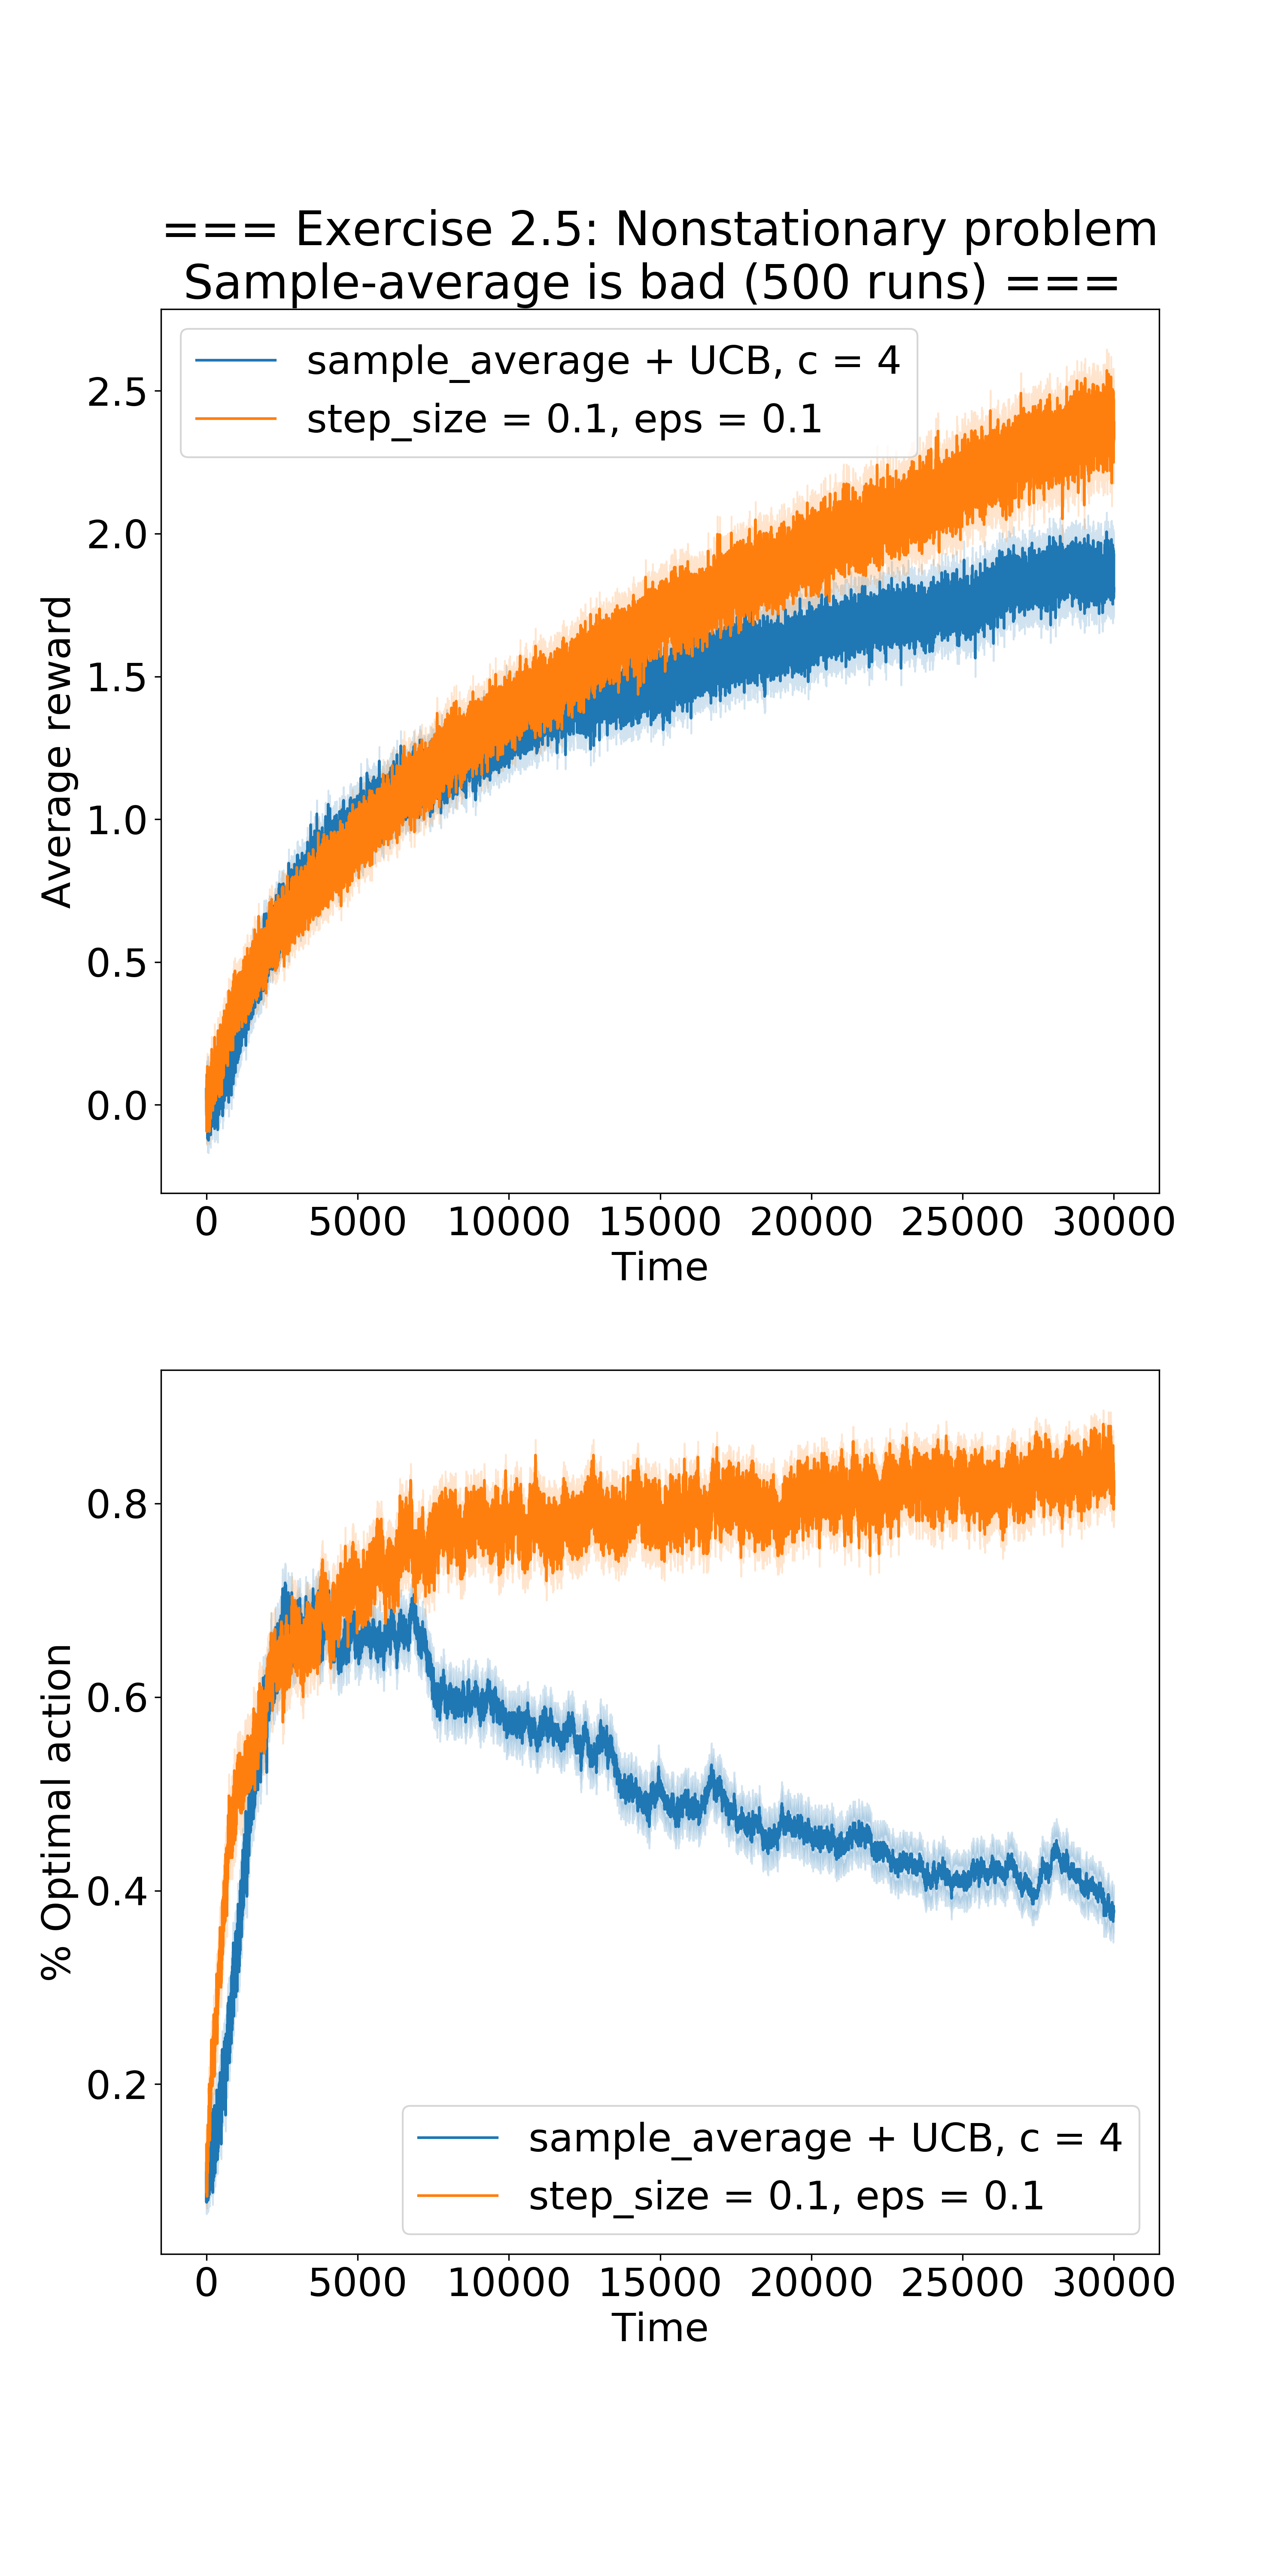 === Exercise 2.5: Nonstationary problem
Sample-average is bad (500 runs) ===
sample_average + UCB, c = 4
step_size = 0.1, eps = 0.1
2.5
2.0
1.5
1.0
0.5
0.0
Average reward
0 5000 10000 15000 20000 25000 30000
Time
0.8
0.6
0.4
0.2
% Optimal action
sample_average + UCB, c = 4
step_size = 0.1, eps = 0.1
0 5000 10000 15000 20000 25000 30000
Time